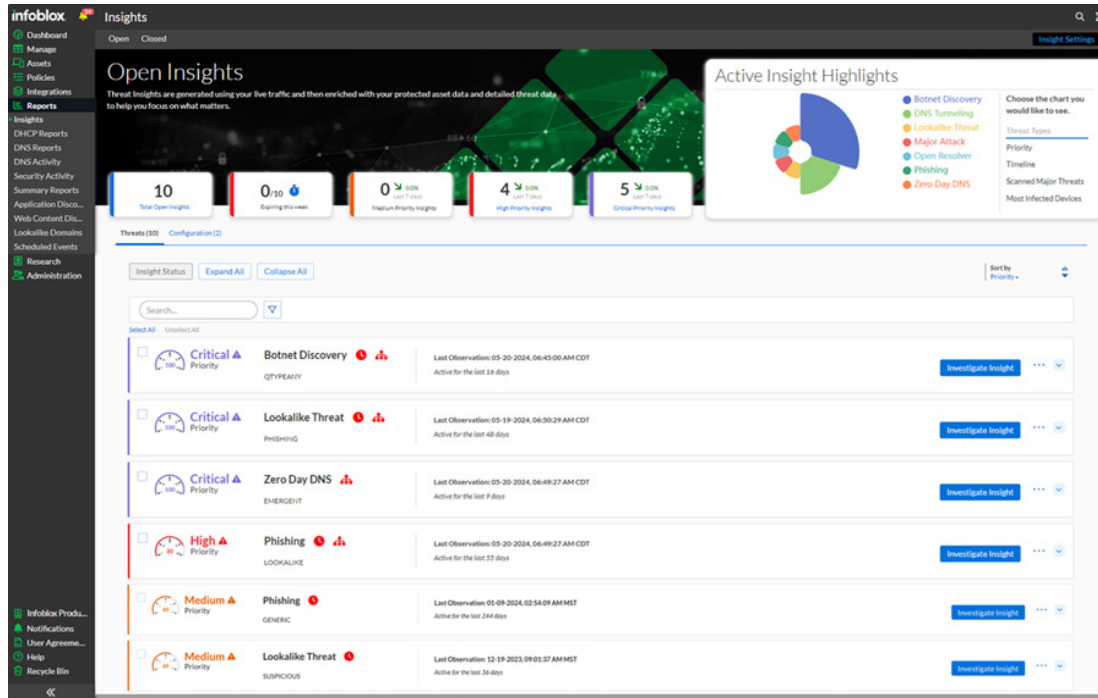 infoblox
Insights
Dashboard
Manage
Assets
Policies
Integrations
Reports
Insights
DHCP Reports
DNS Reports
DNS Activity
Security Activity
Summary Reports
Application Disco...
Web Content Dis...
Lookalike Domains
Scheduled Events
Research
Administration
Infoblox Produ...
Notifications
User Agreeme...
Help
Recycle Bin
Open Closed
Insight Settings
Open Insights
Threat Insights are generated using your live traffic and then enriched with your protected asset data and detailed threat data
to help you focus on what matters.
10
Total Open Insights
0/10
Expiring this week
0 0.0%
Last 7 days
Medium Priority Insights
4 0.0%
Last 7 days
High Priority Insights
5 0.0%
Last 7 days
Critical Priority Insights
Active Insight Highlights
Botnet Discovery
DNS Tunneling
Lookalike Threat
Major Attack
Open Resolver
Phishing
Zero Day DNS
Choose the chart you
would like to see.
Threat Types
Priority
Timeline
Scanned Major Threats
Most Infected Devices
Threats (10) Configuration (2)
Insight Status Expand All Collapse All
Sort by
Priority
Search...
Select All Unselect All
100 Critical Priority
Botnet Discovery
QTYPEANY
Last Observation: 05-20-2024, 06:45:00 AM CDT
Active for the last 16 days
Investigate Insight
100 Critical Priority
Lookalike Threat
PHISHING
Last Observation: 05-19-2024, 06:50:29 AM CDT
Active for the last 48 days
Investigate Insight
100 Critical Priority
Zero Day DNS
EMERGENT
Last Observation: 05-20-2024, 06:49:27 AM CDT
Active for the last 9 days
Investigate Insight
80 High Priority
Phishing
LOOKALIKE
Last Observation: 05-20-2024, 06:49:27 AM CDT
Active for the last 55 days
Investigate Insight
Medium Priority
Phishing
GENERIC
Last Observation: 01-09-2024, 02:54:09 AM MST
Active for the last 244 days
Investigate Insight
Medium Priority
Lookalike Threat
SUSPICIOUS
Last Observation: 12-19-2023, 09:01:37 AM MST
Active for the last 36 days
Investigate Insight